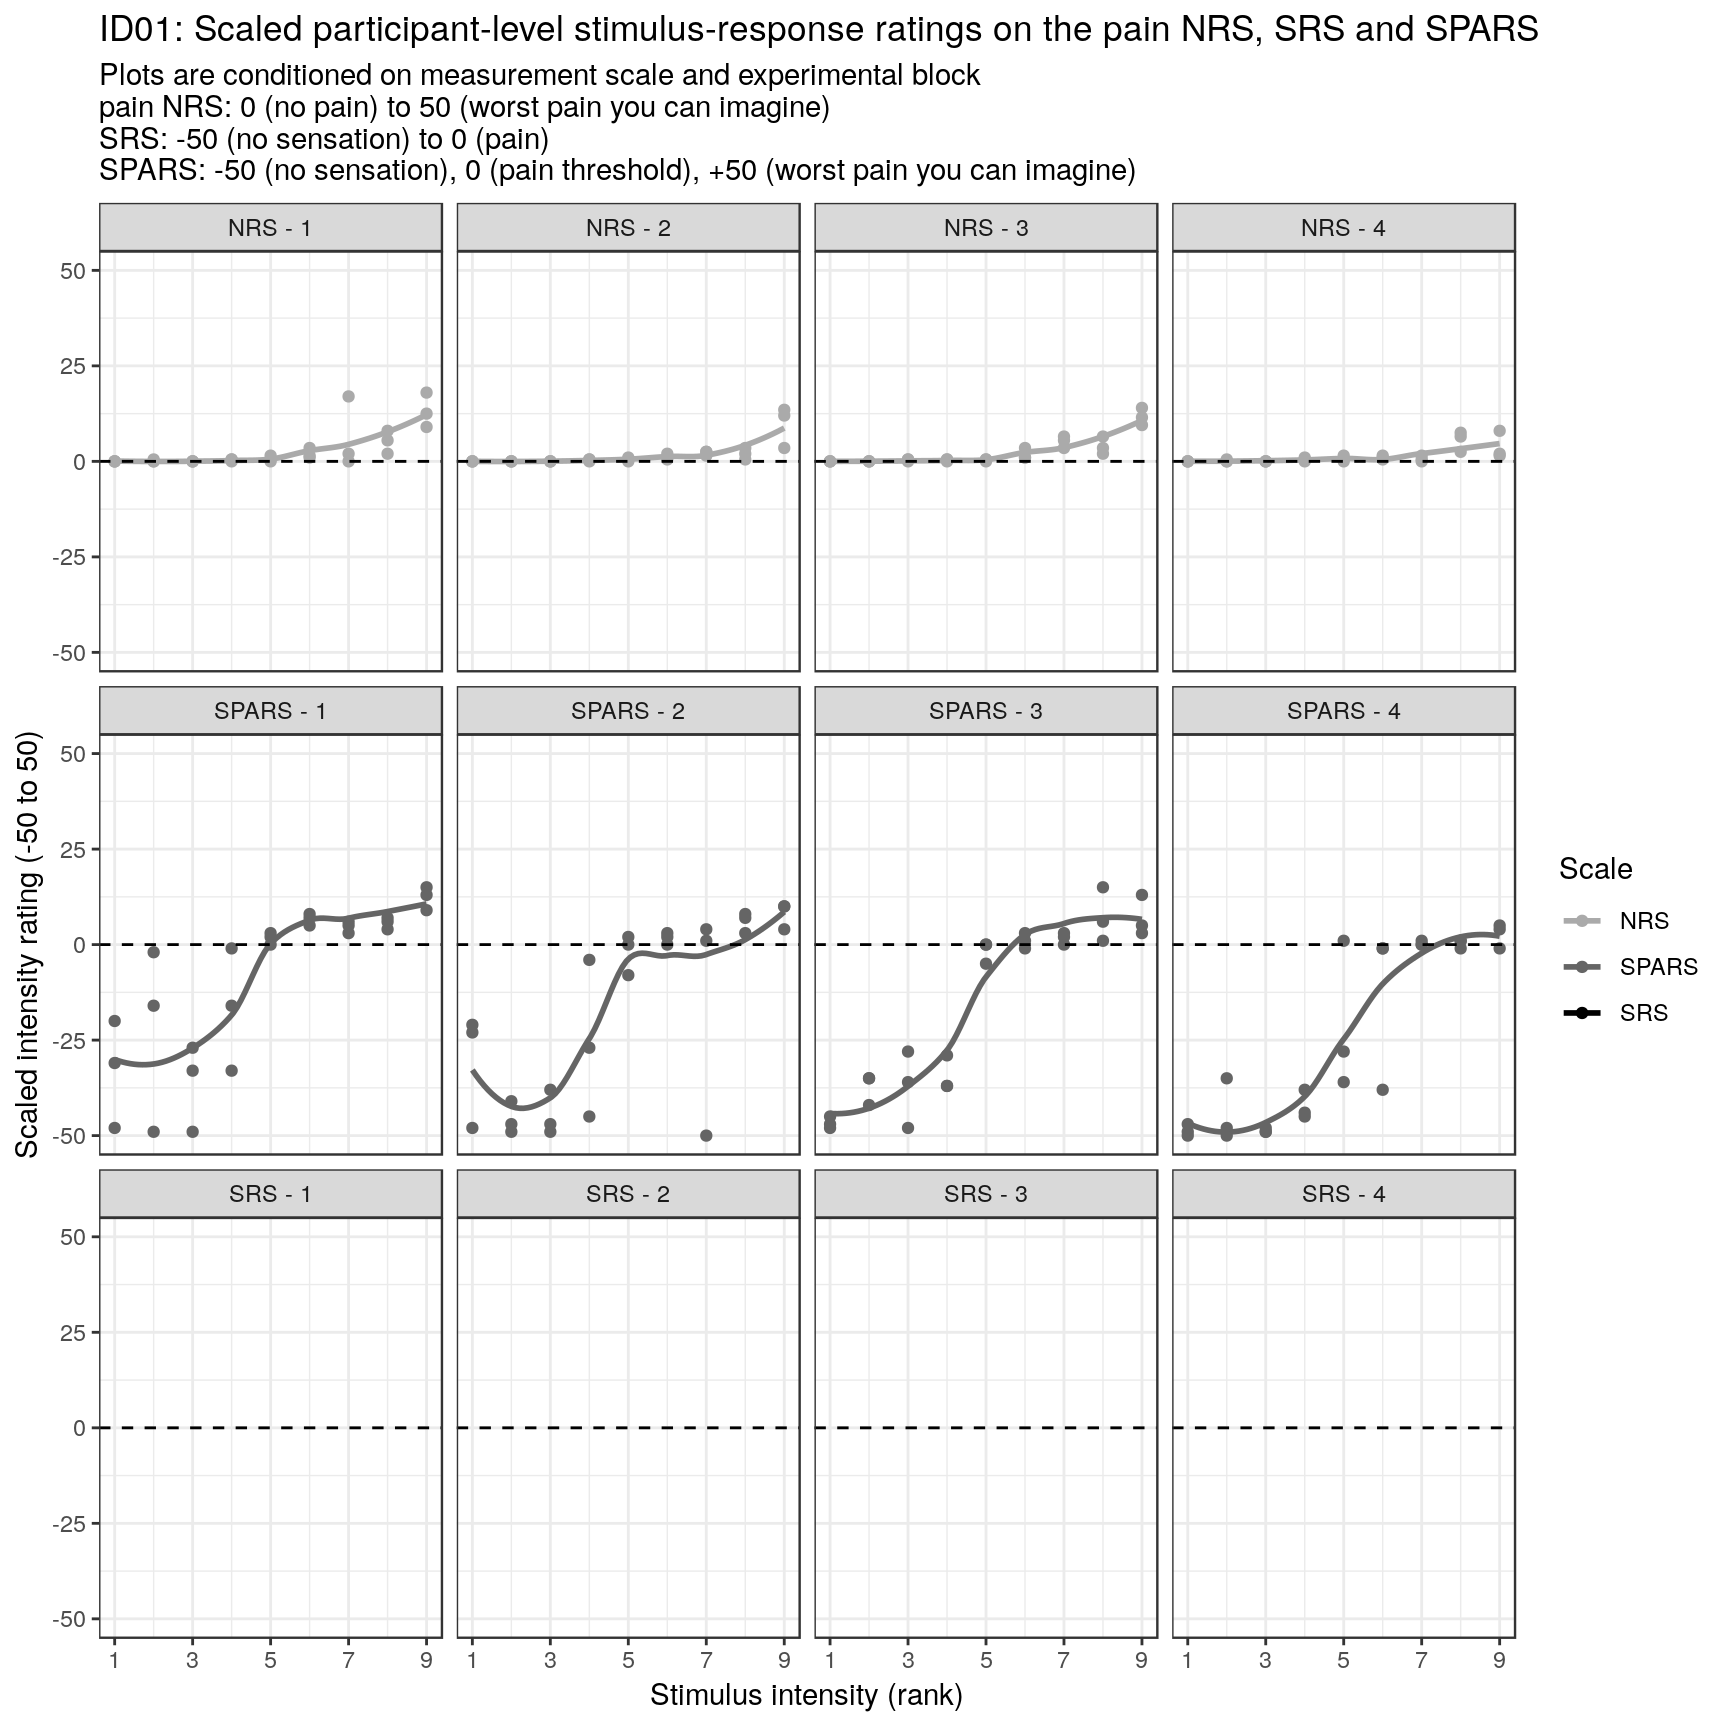 ID01: Scaled participant-level stimulus-response ratings on the pain NRS, SRS and SPARS
Plots are conditioned on measurement scale and experimental block
pain NRS: 0 (no pain) to 50 (worst pain you can imagine)
SRS: -50 (no sensation) to 0 (pain)
SPARS: -50 (no sensation), 0 (pain threshold), +50 (worst pain you can imagine)
NRS - 1
NRS - 2
NRS - 3
NRS - 4
50
25
0
-25
-50
SPARS - 1
SPARS - 2
SPARS - 3
SPARS - 4
50
25
0
-25
-50
Scaled intensity rating (-50 to 50)
SRS - 1
SRS - 2
SRS - 3
SRS - 4
50
25
0
-25
-50
1 3 5 7 9
1 3 5 7 9
1 3 5 7 9
1 3 5 7 9
Stimulus intensity (rank)
Scale
NRS
SPARS
SRS